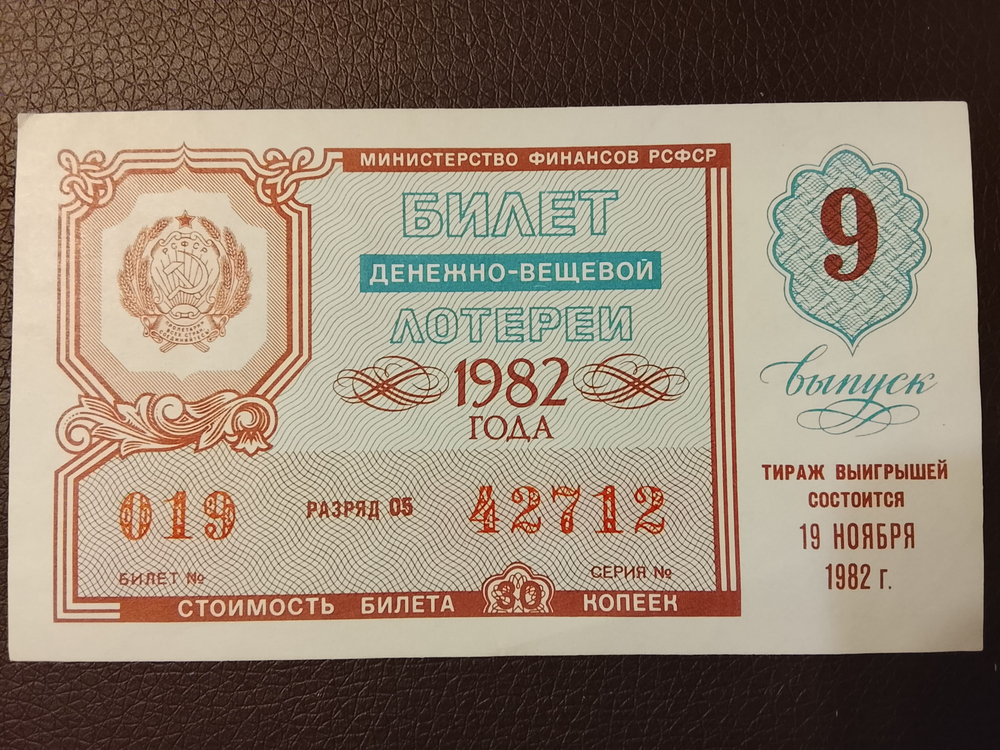 МИНИСТЕРСТВО ФИНАНСОВ РСФСР
РСФСР
БИЛЕТ
ДЕНЕЖНО-ВЕЩЕВОЙ
ЛОТЕРЕИ
1982
ГОДА
019
РАЗРЯД 05
42712
БИЛЕТ №
СЕРИЯ №
СТОИМОСТЬ БИЛЕТА 30 КОПЕЕК
9
выпуск
ТИРАЖ ВЫИГРЫШЕЙ
СОСТОИТСЯ
19 НОЯБРЯ
1982 г.